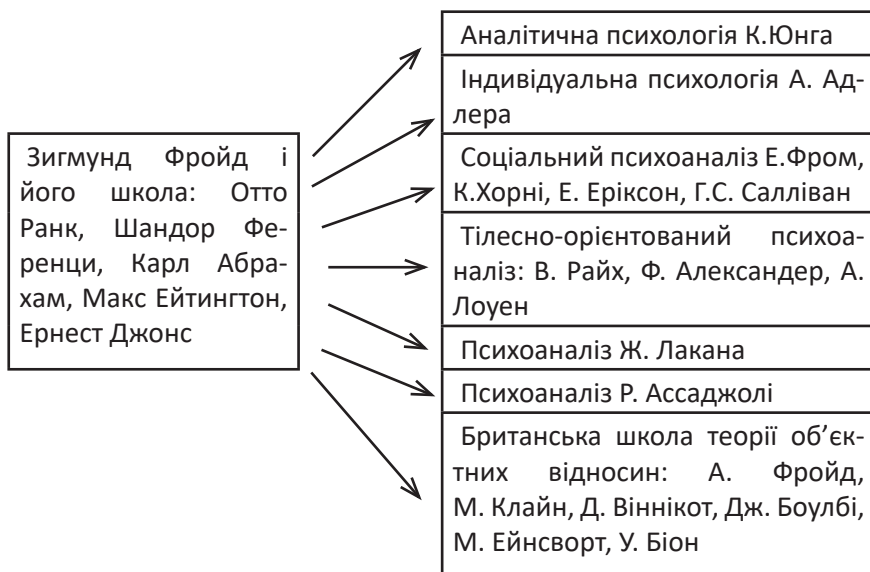 Зигмунд Фройд і
його школа: Отто
Ранк, Шандор Фе-
ренци, Карл Абра-
хам, Макс Ейтингтон,
Ернест Джонс
Аналітична психологія К.Юнга
Індивідуальна психологія А. Ад-
лера
Соціальний психоаналіз Е.Фром,
К.Хорні, Е. Еріксон, Г.С. Салліван
Тілесно-орієнтований психоа-
наліз: В. Райх, Ф. Александер, А.
Лоуен
Психоаналіз Ж. Лакана
Психоаналіз Р. Ассаджолі
Британська школа теорії об’єк-
тних відносин: А. Фройд,
М. Клайн, Д. Віннікот, Дж. Боулбі,
М. Ейнсворт, У. Біон